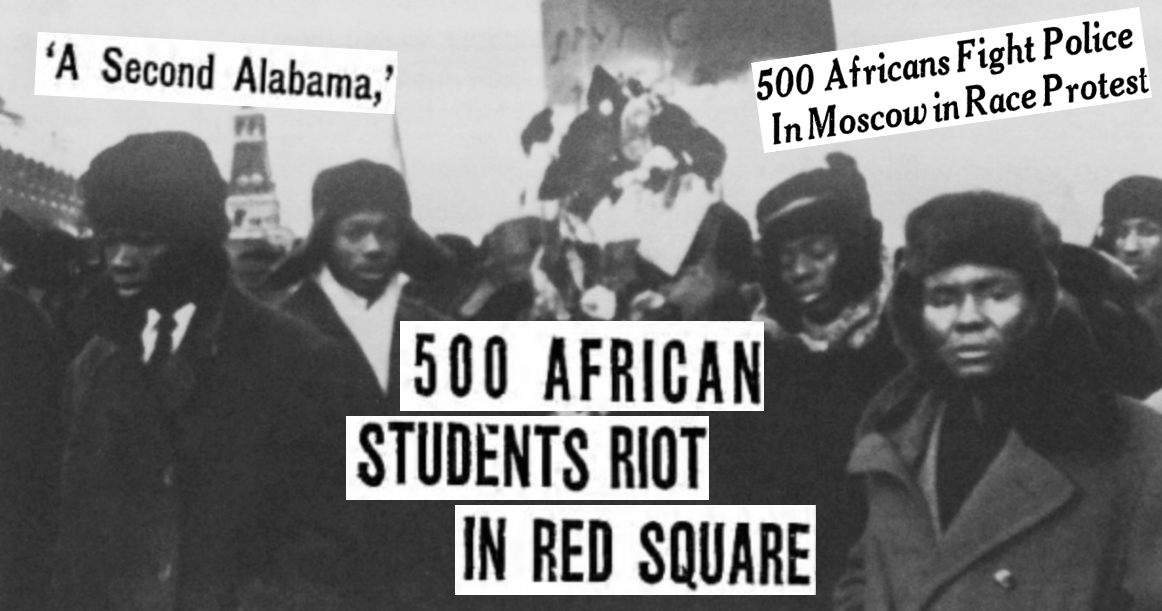 ‘A Second Alabama,’
500 Africans Fight Police
In Moscow in Race Protest
500 AFRICAN
STUDENTS RIOT
IN RED SQUARE